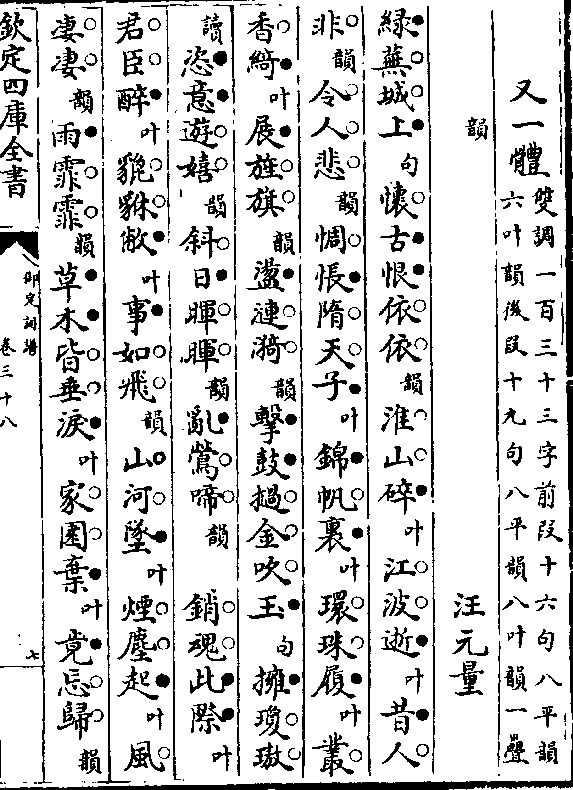 又一體
雙調一百三十三字前段十六句八平韻
六叶韻後段十九句八平韻八叶韻一疊
韻
汪元量
綠蕪城上句懷古恨依依韻淮山碎叶江波逝叶昔人
非韻令人悲韻惆悵隋天子叶錦帆裏叶環珠履叶叢
香綺叶展旌旗韻盪漣漪韻擊鼓撾金吹玉句擁瓊璈
讀恣意遊嬉韻斜日暉暉韻亂鶯啼韻 銷魂此際叶
君臣醉叶貔貅敝叶事如飛韻山河墜叶煙塵起叶風
凄凄韻雨霏霏韻草木皆垂淚叶家園棄叶竟忘歸韻
欽定四庫全書
御定詞譜
卷三十八
七